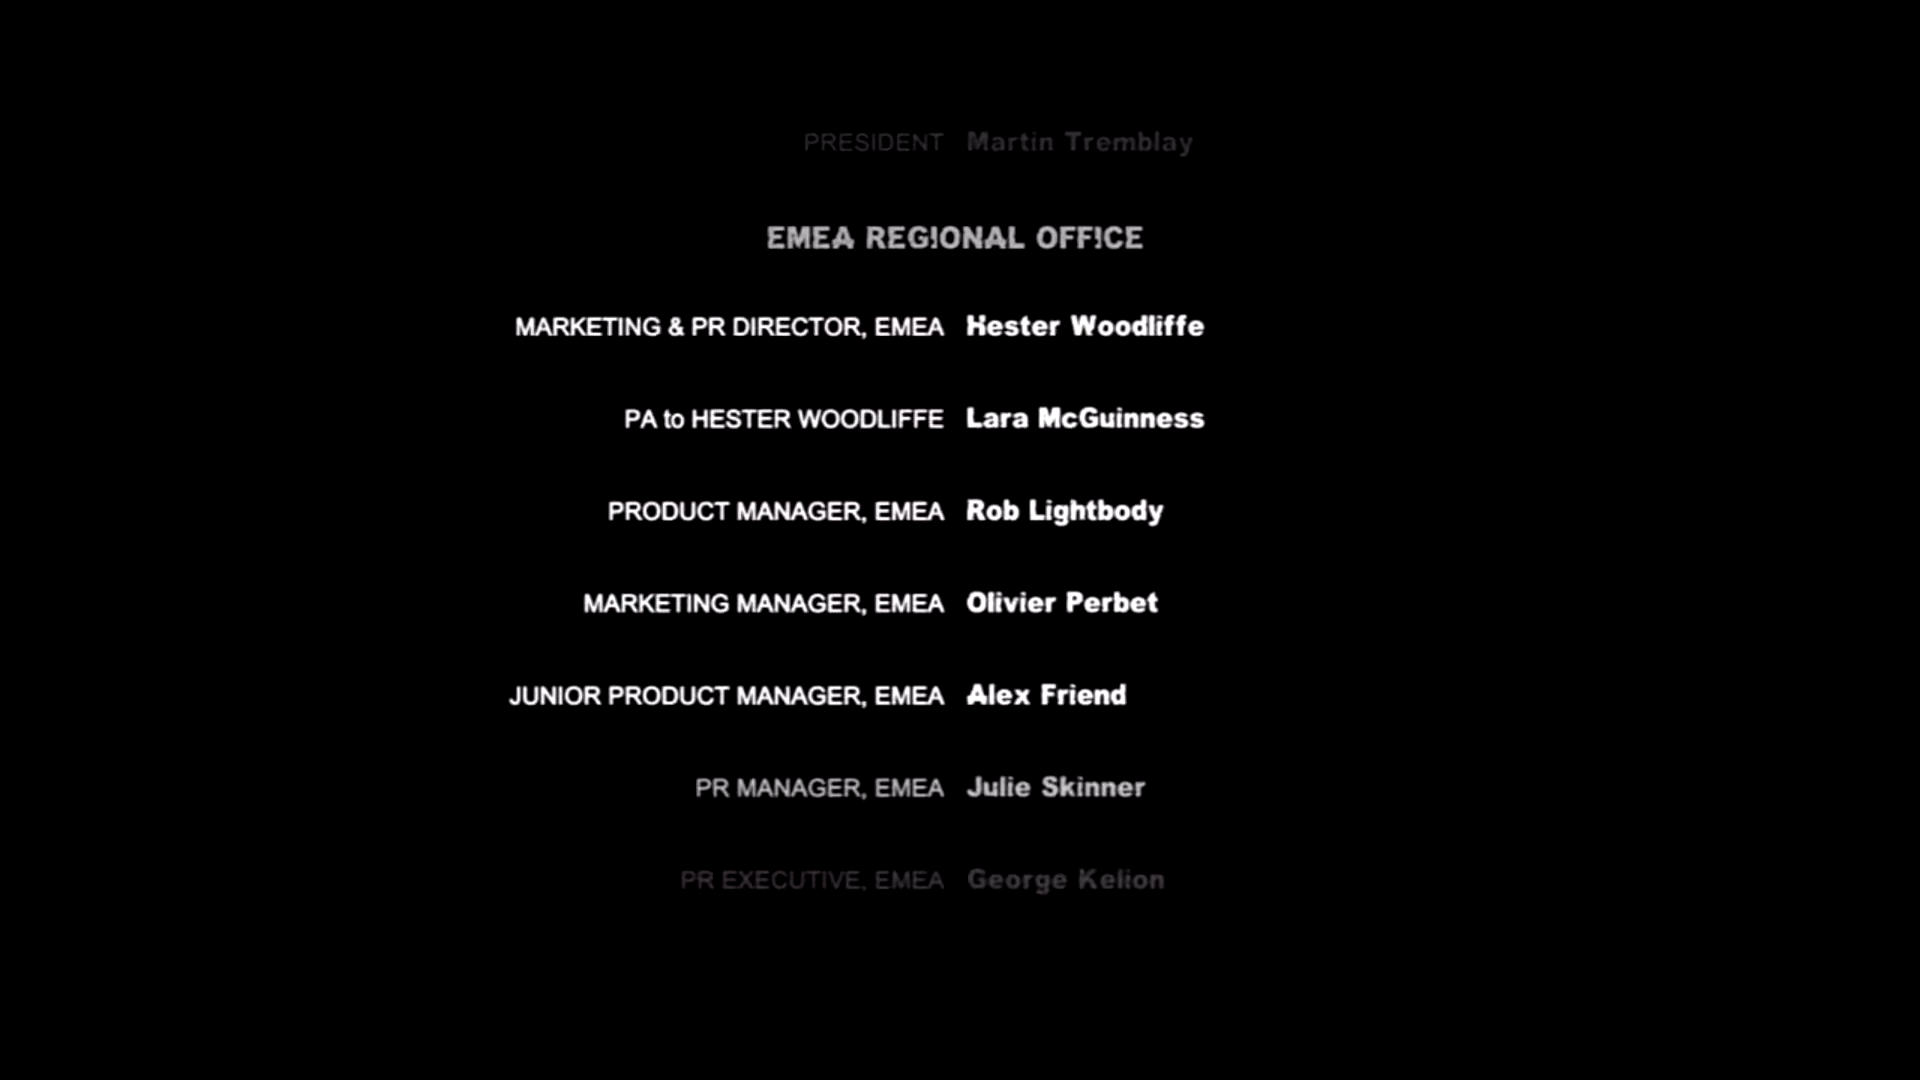 PRESIDENT Martin Tremblay
EMEA REGIONAL OFFICE
MARKETING & PR DIRECTOR, EMEA Hester Woodliffe
PA to HESTER WOODLIFFE Lara McGuinness
PRODUCT MANAGER, EMEA Rob Lightbody
MARKETING MANAGER, EMEA Olivier Perbet
JUNIOR PRODUCT MANAGER, EMEA Alex Friend
PR MANAGER, EMEA Julie Skinner
PR EXECUTIVE, EMEA George Kelion